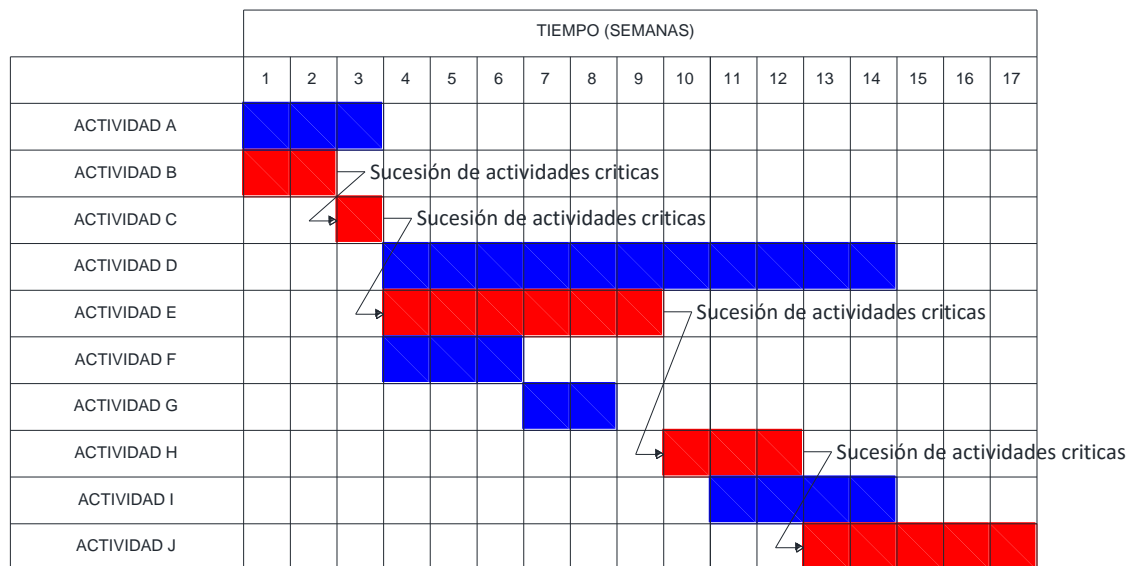 TIEMPO (SEMANAS)
1 2 3 4 5 6 7 8 9 10 11 12 13 14 15 16 17
ACTIVIDAD A
ACTIVIDAD B Sucesión de actividades criticas
ACTIVIDAD C Sucesión de actividades criticas
ACTIVIDAD D
ACTIVIDAD E Sucesión de actividades criticas
ACTIVIDAD F
ACTIVIDAD G
ACTIVIDAD H Sucesión de actividades criticas
ACTIVIDAD I
ACTIVIDAD J